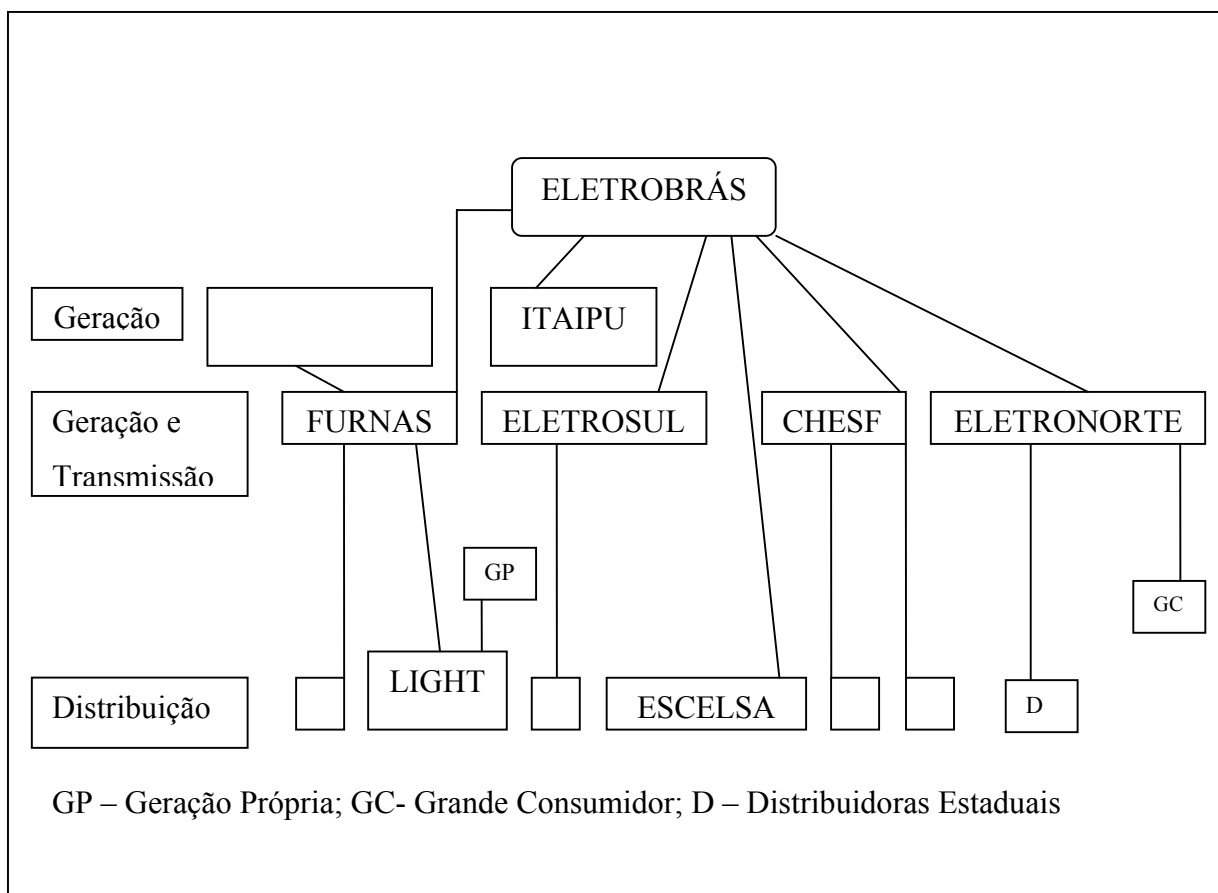 ELETROBRÁS
Geração
ITAIPU
Geração e
Transmissão
FURNAS
ELETROSUL
CHESF
ELETRONORTE
GP
GC
LIGHT
Distribuição
ESCELSA
D
GP – Geração Própria; GC- Grande Consumidor; D – Distribuidoras Estaduais